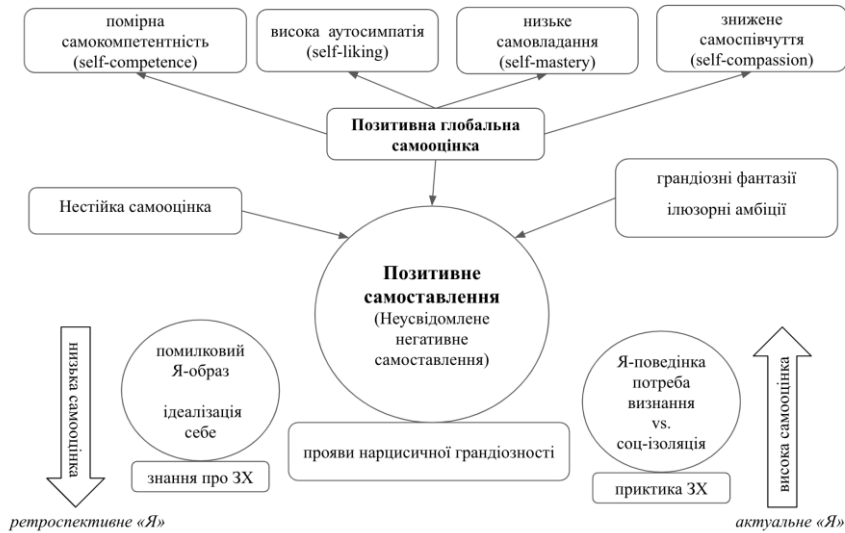 помірна
самокомпетентність
(self-competence)
висока аутосимпатія
(self-liking)
низьке
самовладання
(self-mastery)
знижене
самоспівчуття
(self-compassion)
Позитивна глобальна
самооцінка
Нестійка самооцінка
грандіозні фантазії
ілюзорні амбіції
Позитивне
самоставлення
(Неусвідомлене
негативне
самоставлення)
низька самооцінка
помилковий
Я-образ
ідеалізація
себе
знання про ЗХ
прояви нарцисичної грандіозності
Я-поведінка
потреба
визнання
vs.
соц-ізоляція
практика ЗХ
висока самооцінка
ретроспективне «Я»
актуальне «Я»